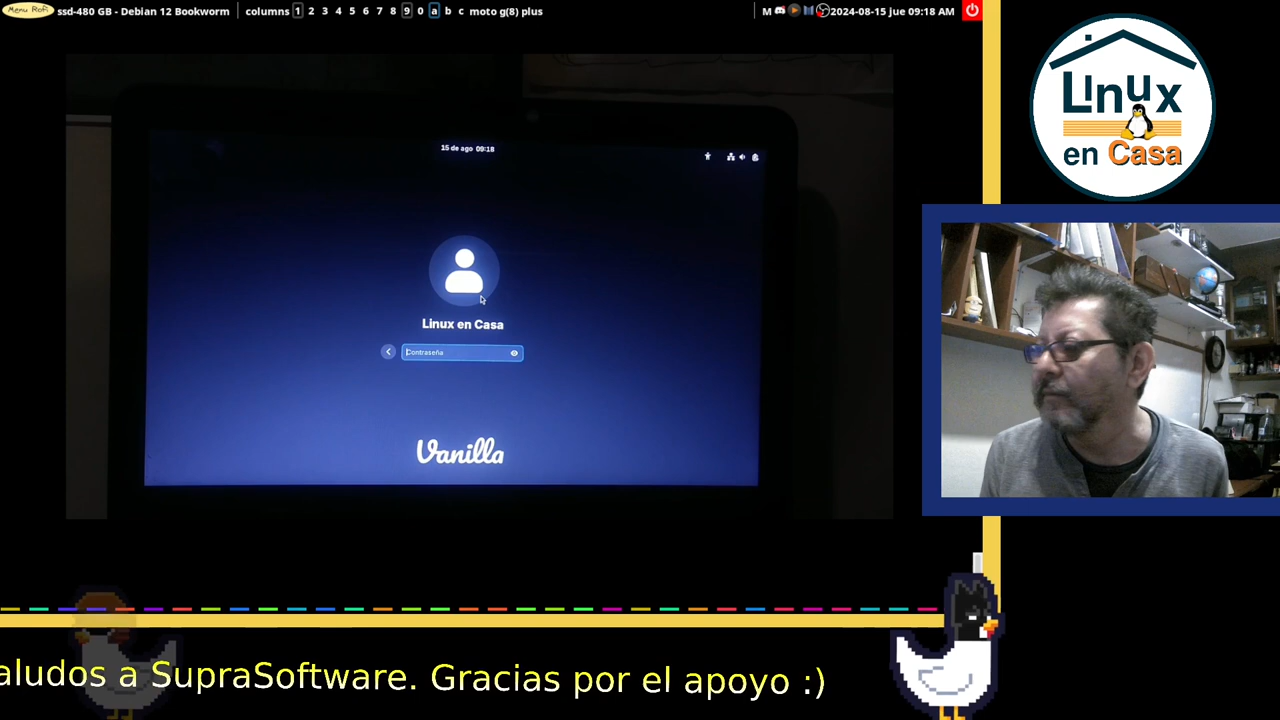 Menu Rofi ssd-480 GB - Debian 12 Bookworm columns 1 2 3 4 5 6 7 8 9 0 a b c moto g(8) plus M 2024-08-15 jue 09:18 AM
Linux
en Casa
15 de ago 09:18
Linux en Casa
Contraseña
Vanilla
aludos a SupraSoftware. Gracias por el apoyo :)